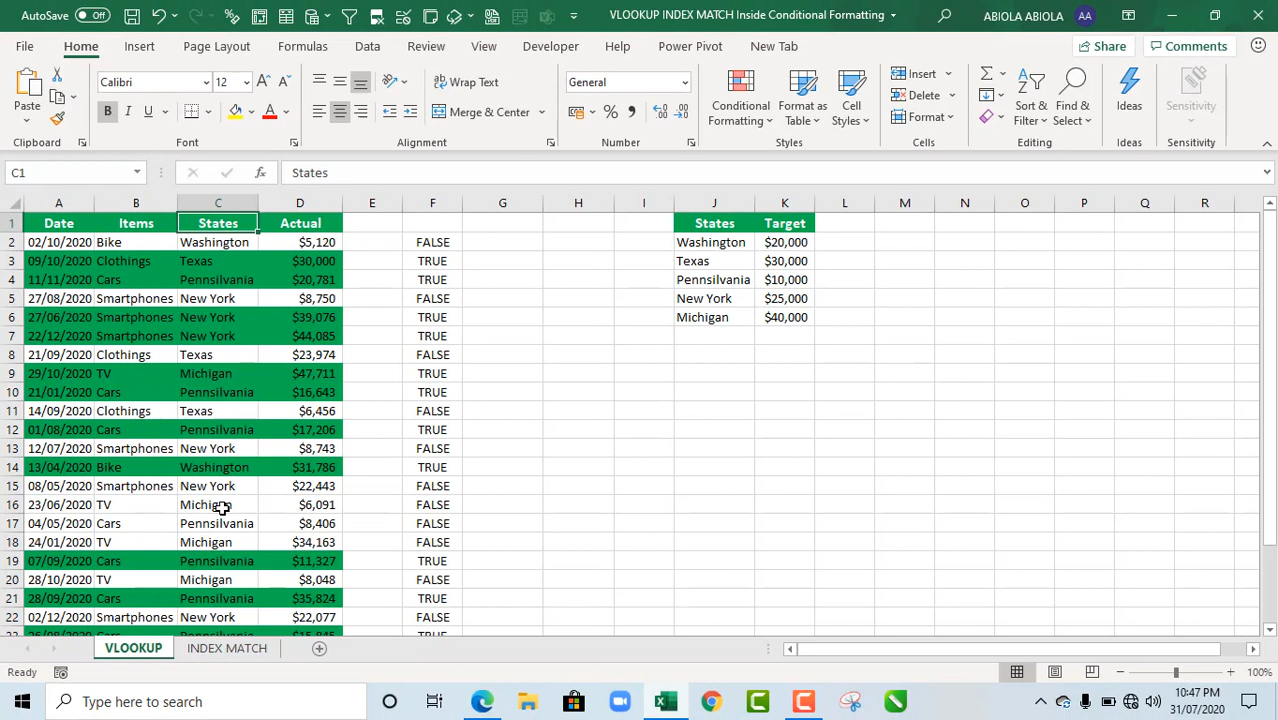 AutoSave Off
VLOOKUP INDEX MATCH Inside Conditional Formatting
ABIOLA ABIOLA AA
File Home Insert Page Layout Formulas Data Review View Developer Help Power Pivot New Tab Share Comments
Paste
Calibri 12
B I U A
Wrap Text
Merge & Center
General
% ,
Conditional Formatting
Format as Table
Cell Styles
Insert
Delete
Format
Sort & Filter
Find & Select
Ideas
Sensitivity
Clipboard Font Alignment Number Styles Cells Editing Ideas Sensitivity
C1 fx States
A B C D E F G H I J K L M N O P Q R
1 Date Items States Actual States Target
2 02/10/2020 Bike Washington $5,120 FALSE Washington $20,000
3 09/10/2020 Clothings Texas $30,000 TRUE Texas $30,000
4 11/11/2020 Cars Pennsilvania $20,781 TRUE Pennsilvania $10,000
5 27/08/2020 Smartphones New York $8,750 FALSE New York $25,000
6 27/06/2020 Smartphones New York $39,076 TRUE Michigan $40,000
7 22/12/2020 Smartphones New York $44,085 TRUE
8 21/09/2020 Clothings Texas $23,974 FALSE
9 29/10/2020 TV Michigan $47,711 TRUE
10 21/01/2020 Cars Pennsilvania $16,643 TRUE
11 14/09/2020 Clothings Texas $6,456 FALSE
12 01/08/2020 Cars Pennsilvania $17,206 TRUE
13 12/07/2020 Smartphones New York $8,743 FALSE
14 13/04/2020 Bike Washington $31,786 TRUE
15 08/05/2020 Smartphones New York $22,443 FALSE
16 23/06/2020 TV Michigan $6,091 FALSE
17 04/05/2020 Cars Pennsilvania $8,406 FALSE
18 24/01/2020 TV Michigan $34,163 FALSE
19 07/09/2020 Cars Pennsilvania $11,327 TRUE
20 28/10/2020 TV Michigan $8,048 FALSE
21 28/09/2020 Cars Pennsilvania $35,824 TRUE
22 02/12/2020 Smartphones New York $22,077 FALSE
VLOOKUP INDEX MATCH
Ready 100%
Type here to search
10:47 PM
31/07/2020